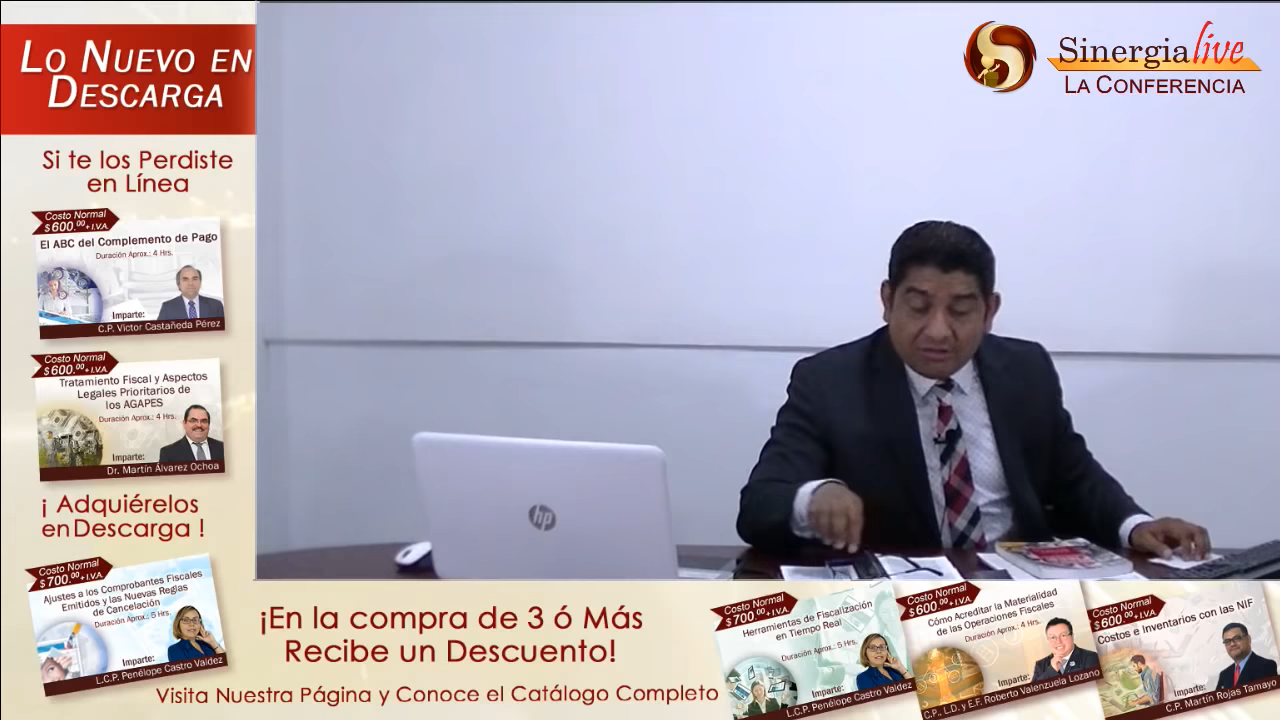 Lo Nuevo en
Descarga
Si te los Perdiste
en Línea
Costo Normal
$600.00 + I.V.A.
El ABC del Complemento de Pago
Duración Aprox.: 4 Hrs.
Imparte:
C.P. Víctor Castañeda Pérez
Costo Normal
$600.00 + I.V.A.
Tratamiento Fiscal y Aspectos
Legales Prioritarios de
los AGAPES
Duración Aprox.: 4 Hrs.
Imparte:
Dr. Martín Álvarez Ochoa
¡ Adquiérelos
en Descarga !
Costo Normal
$700.00 + I.V.A.
Ajustes a los Comprobantes Fiscales
Emitidos y las Nuevas Reglas
de Cancelación
Duración Aprox.: 5 Hrs.
Imparte:
L.C.P. Penélope Castro Valdez
Sinergialive
La Conferencia
hp
¡En la compra de 3 ó Más
Recibe un Descuento!
Visita Nuestra Página y Conoce el Catálogo Completo
Costo Normal
$700.00 + I.V.A.
Herramientas de Fiscalización
en Tiempo Real
Duración Aprox.: 5 Hrs.
Imparte:
L.C.P. Penélope Castro Valdez
Costo Normal
$600.00 + I.V.A.
Cómo Acreditar la Materialidad
de las Operaciones Fiscales
Duración Aprox.: 4 Hrs.
Imparte:
C.P., L.D. y E.F. Roberto Valenzuela Lozano
Costo Normal
$600.00 + I.V.A.
Costos e Inventarios con las NIF
Imparte:
C.P. Martín Rojas Tamayo